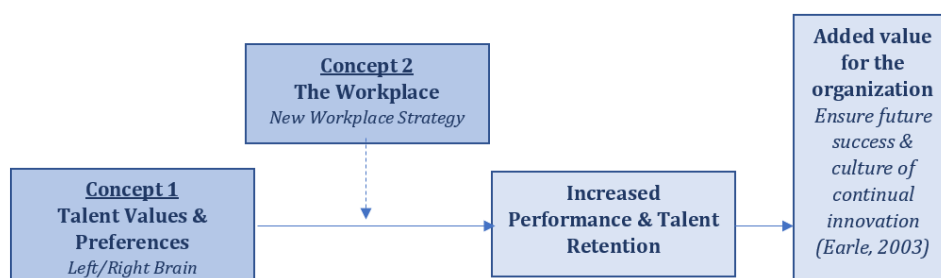 Concept 1
Talent Values &
Preferences
Left/Right Brain
Concept 2
The Workplace
New Workplace Strategy
Increased
Performance & Talent
Retention
Added value
for the
organization
Ensure future
success &
culture of
continual
innovation
(Earle, 2003)